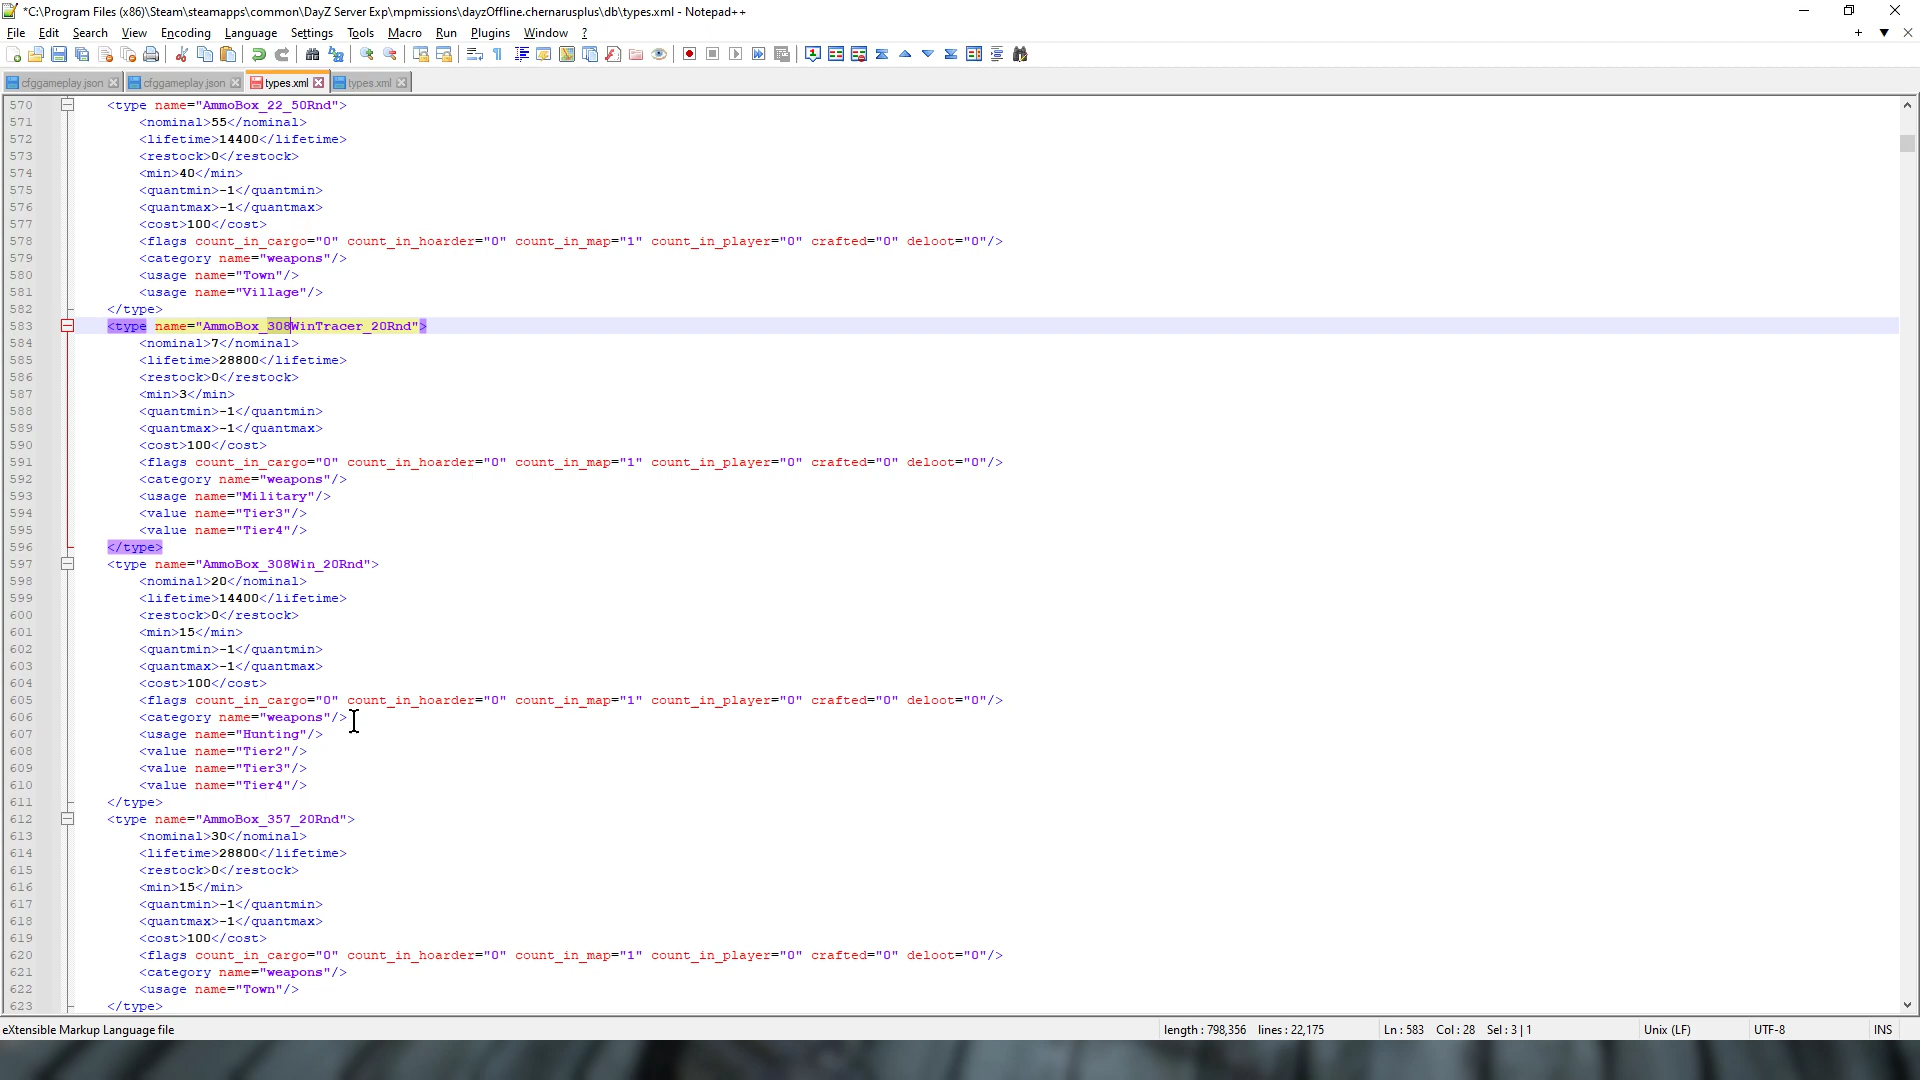 *C:\Program Files (x86)\Steam\steamapps\common\DayZ Server Exp\mpmissions\dayzOffline.chernarusplus\db\types.xml - Notepad++
File Edit Search View Encoding Language Settings Tools Macro Run Plugins Window ?
cfggameplay.json cfggameplay.json types.xml types.xml
570 <type name="AmmoBox_22_50Rnd">
571 <nominal>55</nominal>
572 <lifetime>14400</lifetime>
573 <restock>0</restock>
574 <min>40</min>
575 <quantmin>-1</quantmin>
576 <quantmax>-1</quantmax>
577 <cost>100</cost>
578 <flags count_in_cargo="0" count_in_hoarder="0" count_in_map="1" count_in_player="0" crafted="0" deloot="0"/>
579 <category name="weapons"/>
580 <usage name="Town"/>
581 <usage name="Village"/>
582 </type>
583 <type name="AmmoBox_308WinTracer_20Rnd">
584 <nominal>7</nominal>
585 <lifetime>28800</lifetime>
586 <restock>0</restock>
587 <min>3</min>
588 <quantmin>-1</quantmin>
589 <quantmax>-1</quantmax>
590 <cost>100</cost>
591 <flags count_in_cargo="0" count_in_hoarder="0" count_in_map="1" count_in_player="0" crafted="0" deloot="0"/>
592 <category name="weapons"/>
593 <usage name="Military"/>
594 <value name="Tier3"/>
595 <value name="Tier4"/>
596 </type>
597 <type name="AmmoBox_308Win_20Rnd">
598 <nominal>20</nominal>
599 <lifetime>14400</lifetime>
600 <restock>0</restock>
601 <min>15</min>
602 <quantmin>-1</quantmin>
603 <quantmax>-1</quantmax>
604 <cost>100</cost>
605 <flags count_in_cargo="0" count_in_hoarder="0" count_in_map="1" count_in_player="0" crafted="0" deloot="0"/>
606 <category name="weapons"/>
607 <usage name="Hunting"/>
608 <value name="Tier2"/>
609 <value name="Tier3"/>
610 <value name="Tier4"/>
611 </type>
612 <type name="AmmoBox_357_20Rnd">
613 <nominal>30</nominal>
614 <lifetime>28800</lifetime>
615 <restock>0</restock>
616 <min>15</min>
617 <quantmin>-1</quantmin>
618 <quantmax>-1</quantmax>
619 <cost>100</cost>
620 <flags count_in_cargo="0" count_in_hoarder="0" count_in_map="1" count_in_player="0" crafted="0" deloot="0"/>
621 <category name="weapons"/>
622 <usage name="Town"/>
623 </type>
eXtensible Markup Language file length : 798,356 lines : 22,175 Ln : 583 Col : 28 Sel : 3 | 1 Unix (LF) UTF-8 INS